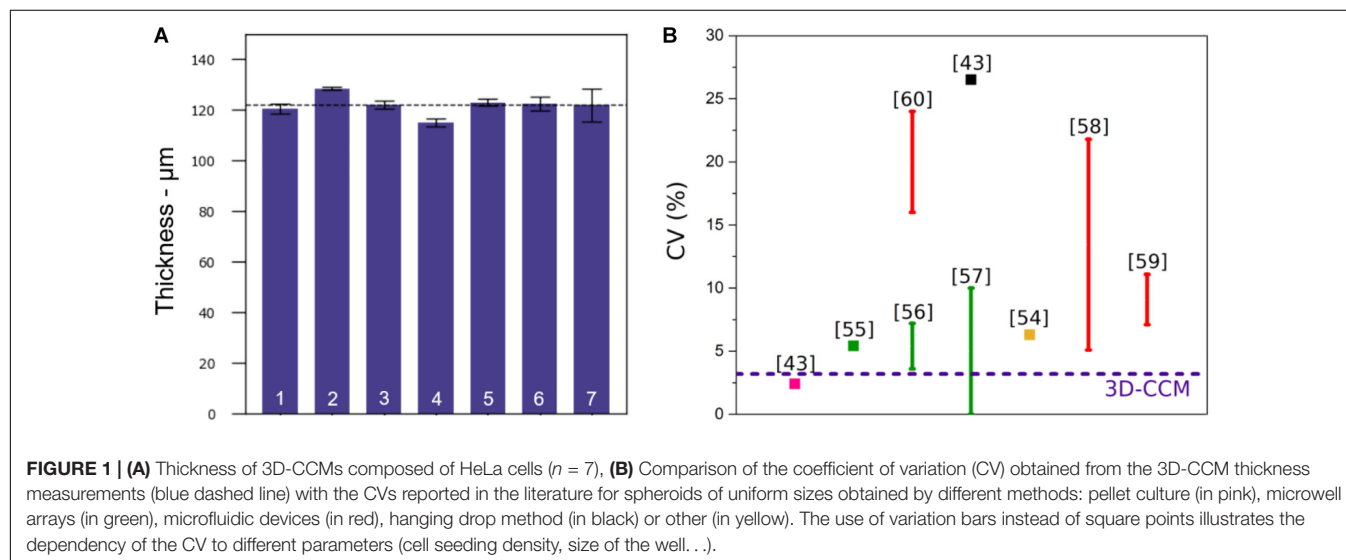 A
Thickness - µm
140
120
100
80
60
40
20
0
1 2 3 4 5 6 7
B
CV (%)
30
25
20
15
10
5
0
[43]
[60]
[58]
[59]
[57]
[56]
[55]
[54]
[43]
3D-CCM
FIGURE 1 | (A) Thickness of 3D-CCMs composed of HeLa cells (n = 7), (B) Comparison of the coefficient of variation (CV) obtained from the 3D-CCM thickness
measurements (blue dashed line) with the CVs reported in the literature for spheroids of uniform sizes obtained by different methods: pellet culture (in pink), microwell
arrays (in green), microfluidic devices (in red), hanging drop method (in black) or other (in yellow). The use of variation bars instead of square points illustrates the
dependency of the CV to different parameters (cell seeding density, size of the well. . .).